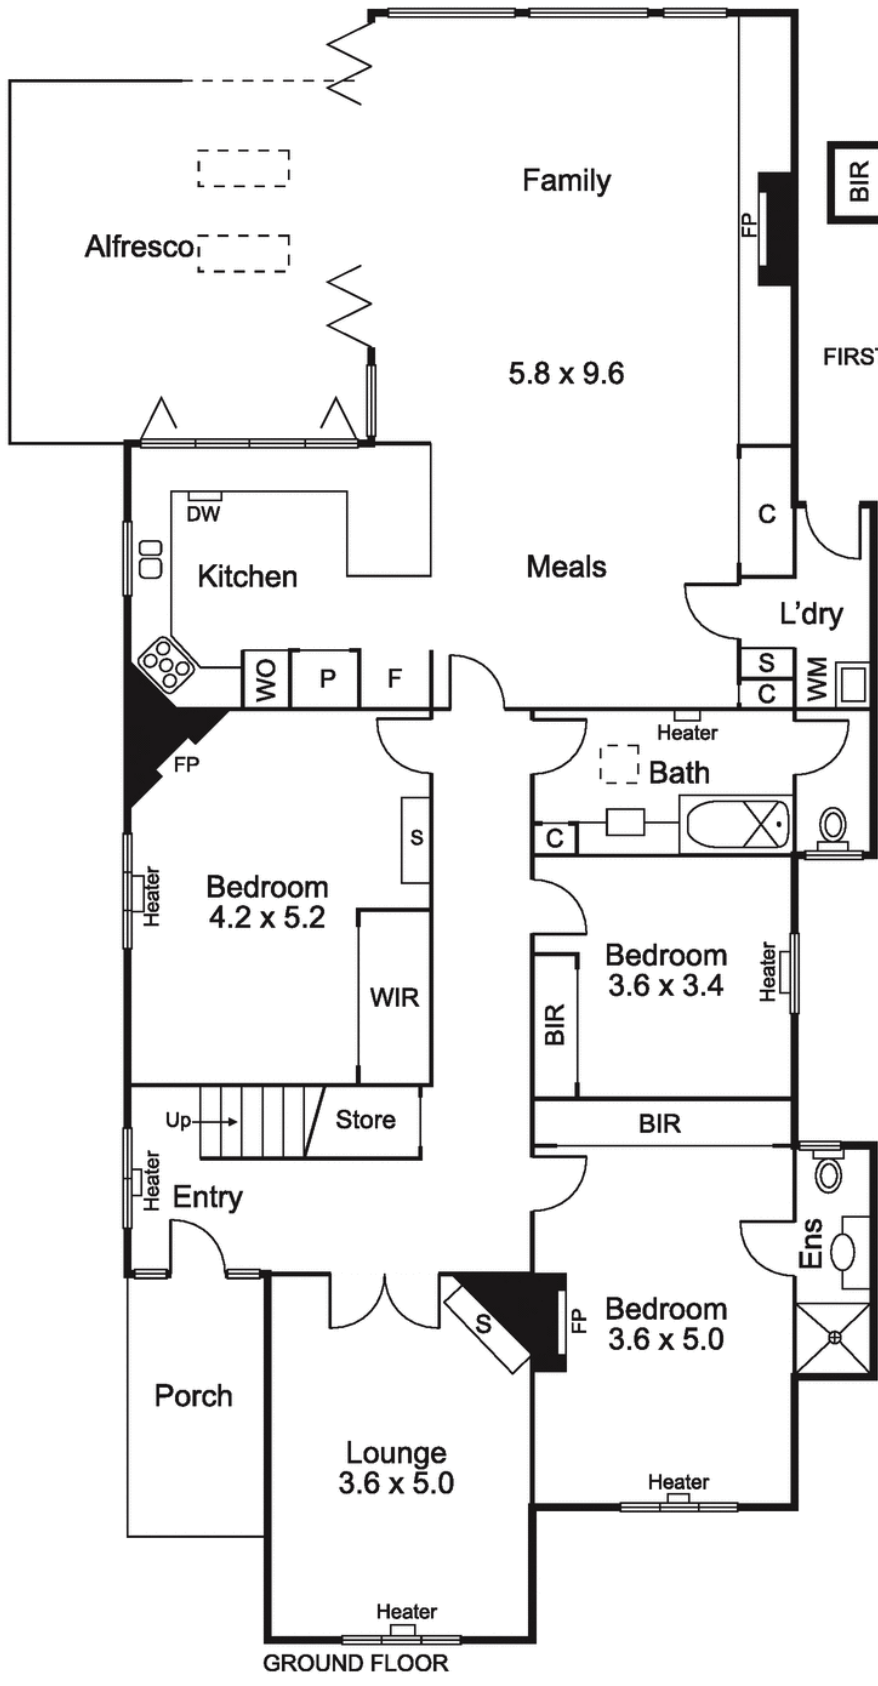 Family
BIR
FP
Alfresco
FIRST
5.8 x 9.6
DW
C
Kitchen
Meals
L'dry
WO
P
F
S
C
WM
FP
Heater
Bath
S
C
Heater
Bedroom
4.2 x 5.2
Bedroom
3.6 x 3.4
Heater
WIR
BIR
Up
Store
BIR
Heater
Entry
Ens
S
FP
Bedroom
3.6 x 5.0
Porch
Lounge
3.6 x 5.0
Heater
Heater
GROUND FLOOR